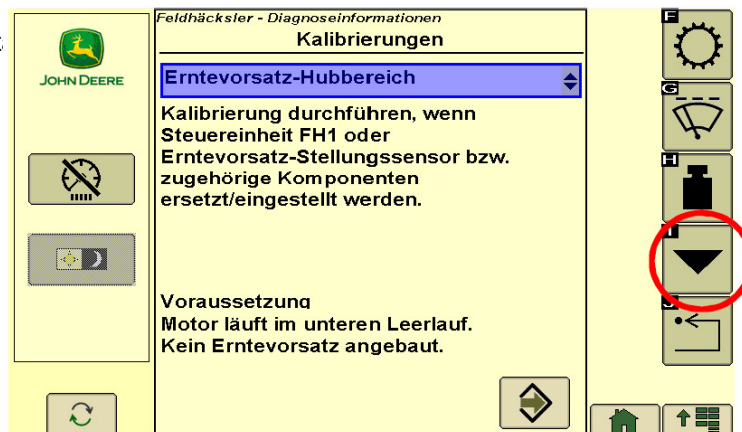 Feldhäcksler - Diagnoseinformationen
Kalibrierungen
JOHN DEERE
Erntevorsatz-Hubbereich
Kalibrierung durchführen, wenn
Steuereinheit FH1 oder
Erntevorsatz-Stellungssensor bzw.
zugehörige Komponenten
ersetzt/eingestellt werden.
Voraussetzung
Motor läuft im unteren Leerlauf.
Kein Erntevorsatz angebaut.
F
G
H
I